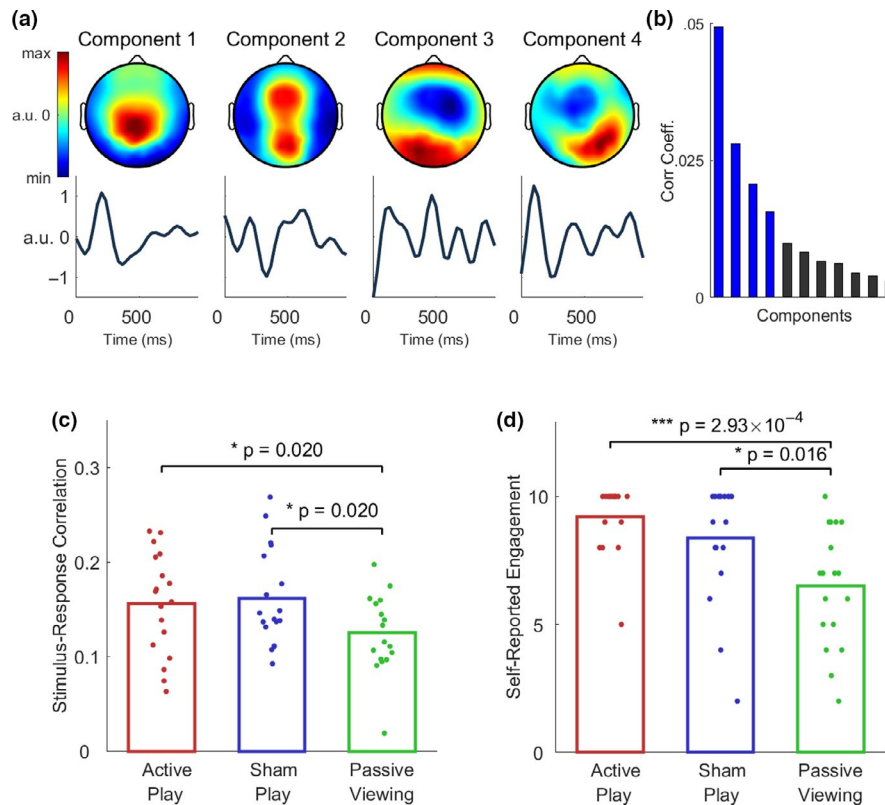 (a)
Component 1
Component 2
Component 3
Component 4
max
a.u. 0
min
1
a.u. 0
−1
0
500
0
500
0
500
0
500
Time (ms)
Time (ms)
Time (ms)
Time (ms)
(b)
.05
.025
0
Corr Coeff.
Components
(c)
* p = 0.020
* p = 0.020
0.3
0.2
0.1
0
Stimulus-Response Correlation
Active
Play
Sham
Play
Passive
Viewing
(d)
*** p = 2.93×10⁻⁴
* p = 0.016
10
5
0
Self-Reported Engagement
Active
Play
Sham
Play
Passive
Viewing